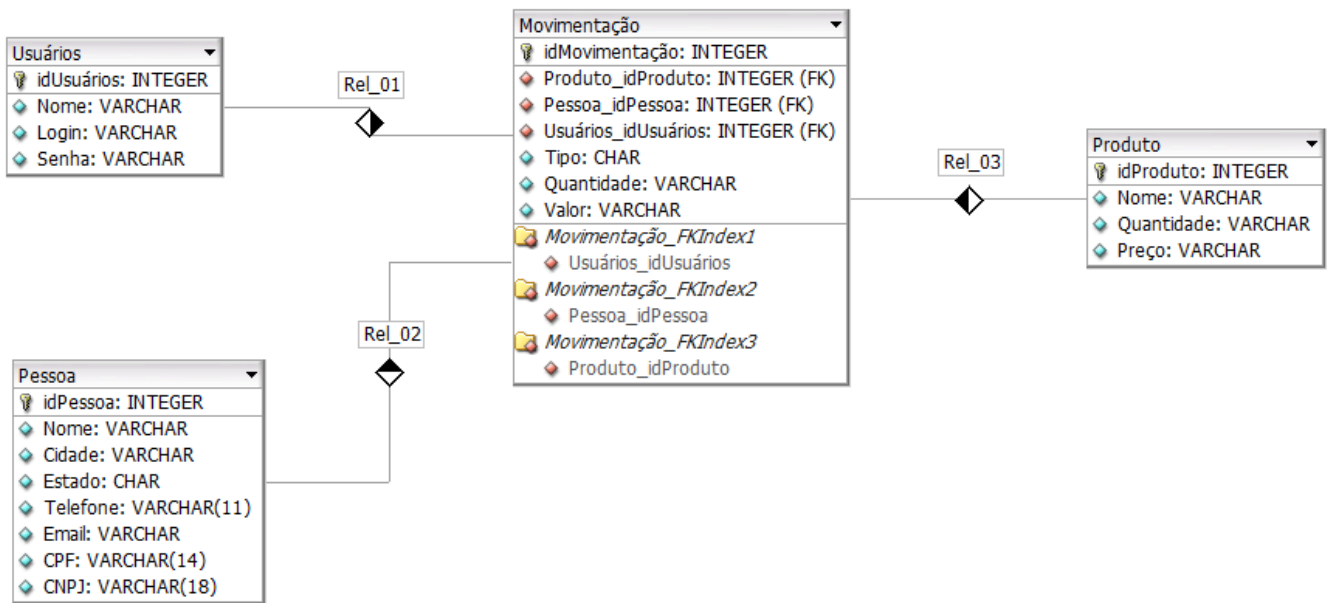 Usuários
idUsuários: INTEGER
Nome: VARCHAR
Login: VARCHAR
Senha: VARCHAR
Rel_01
Movimentação
idMovimentação: INTEGER
Produto_idProduto: INTEGER (FK)
Pessoa_idPessoa: INTEGER (FK)
Usuários_idUsuários: INTEGER (FK)
Tipo: CHAR
Quantidade: VARCHAR
Valor: VARCHAR
Movimentação_FKIndex1
Usuários_idUsuários
Movimentação_FKIndex2
Pessoa_idPessoa
Movimentação_FKIndex3
Produto_idProduto
Rel_03
Produto
idProduto: INTEGER
Nome: VARCHAR
Quantidade: VARCHAR
Preço: VARCHAR
Rel_02
Pessoa
idPessoa: INTEGER
Nome: VARCHAR
Cidade: VARCHAR
Estado: CHAR
Telefone: VARCHAR(11)
Email: VARCHAR
CPF: VARCHAR(14)
CNPJ: VARCHAR(18)